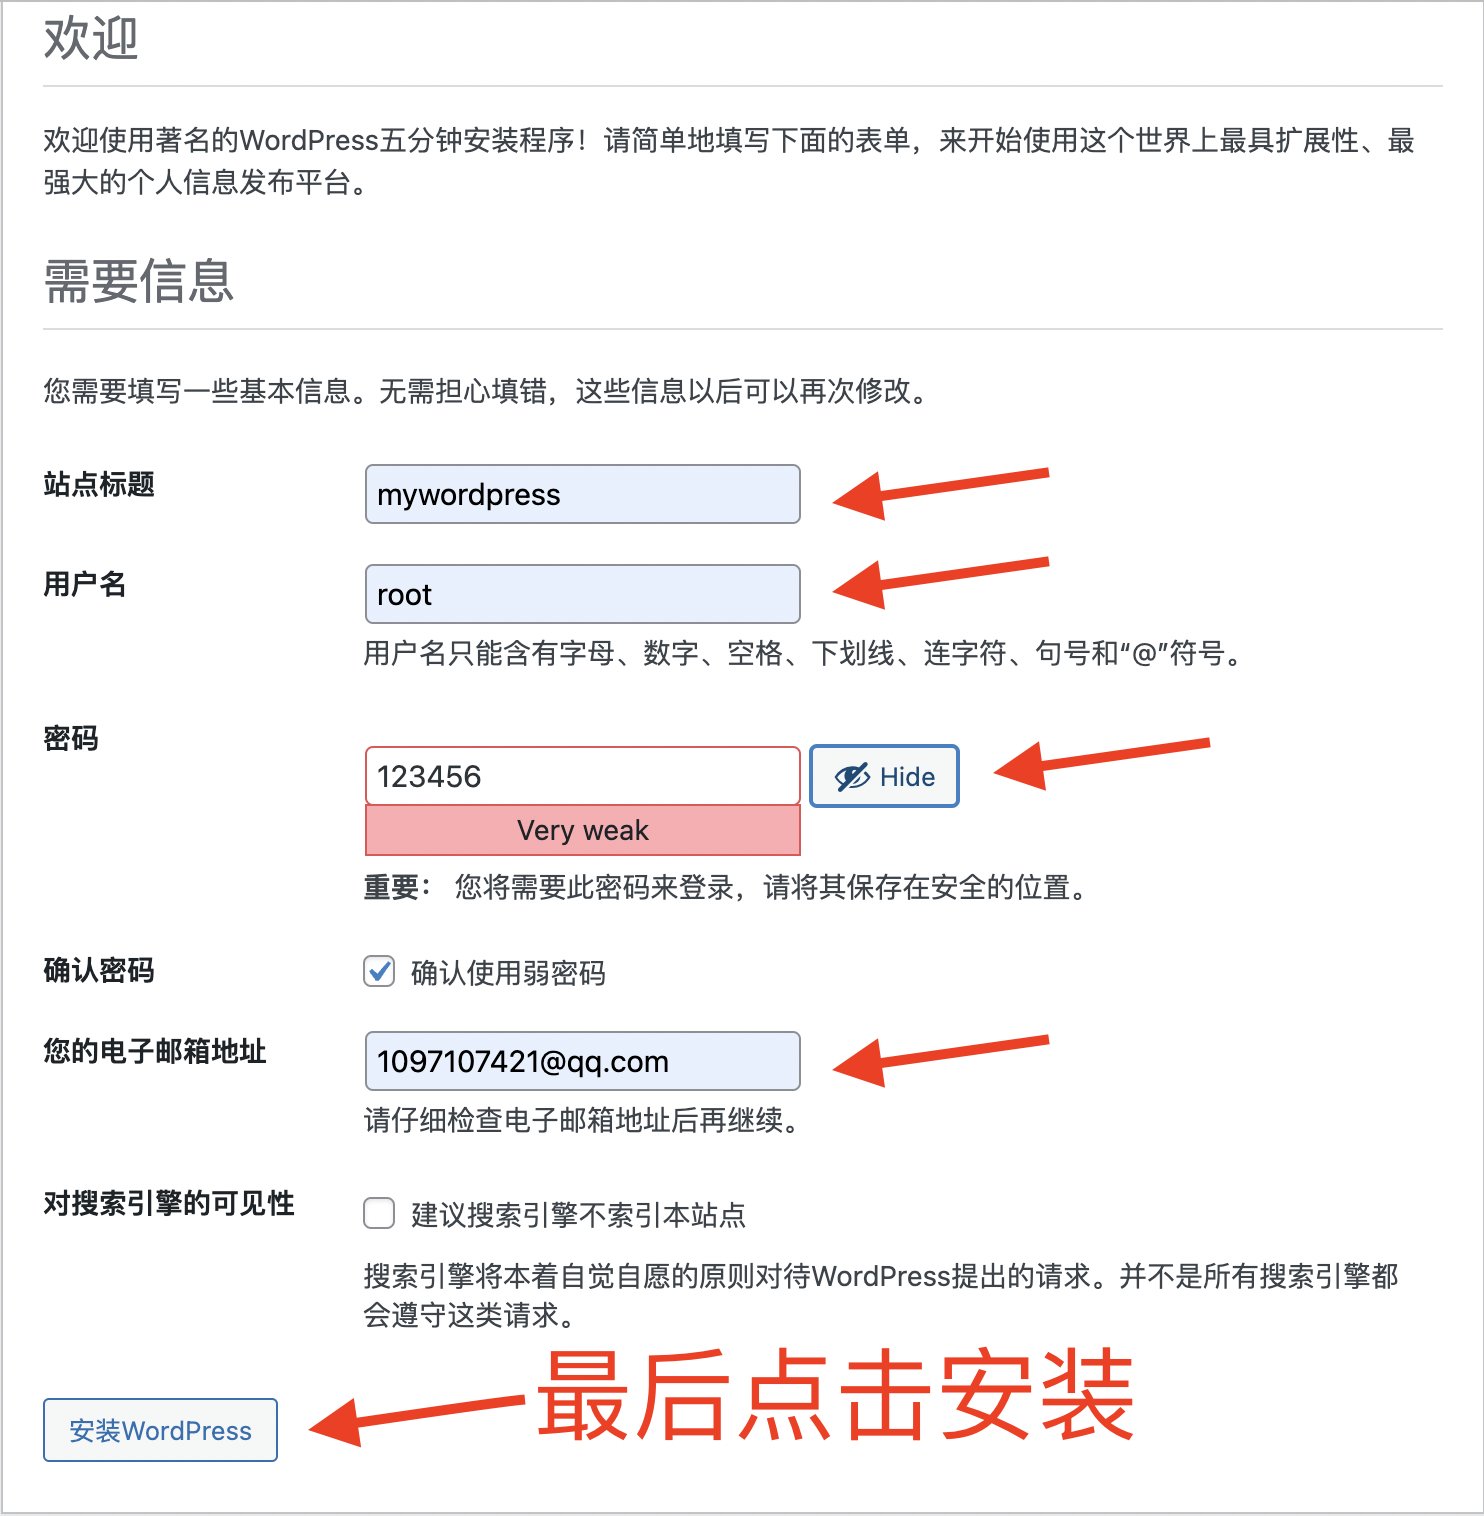 欢迎
欢迎使用著名的WordPress五分钟安装程序！请简单地填写下面的表单，来开始使用这个世界上最具扩展性、最
强大的个人信息发布平台。
需要信息
您需要填写一些基本信息。无需担心填错，这些信息以后可以再次修改。
站点标题
mywordpress
用户名
root
用户名只能含有字母、数字、空格、下划线、连字符、句号和“@”符号。
密码
123456
Hide
Very weak
重要： 您将需要此密码来登录，请将其保存在安全的位置。
确认密码
确认使用弱密码
您的电子邮箱地址
1097107421@qq.com
请仔细检查电子邮箱地址后再继续。
对搜索引擎的可见性
建议搜索引擎不索引本站点
搜索引擎将本着自觉自愿的原则对待WordPress提出的请求。并不是所有搜索引擎都
会遵守这类请求。
最后点击安装
安装WordPress